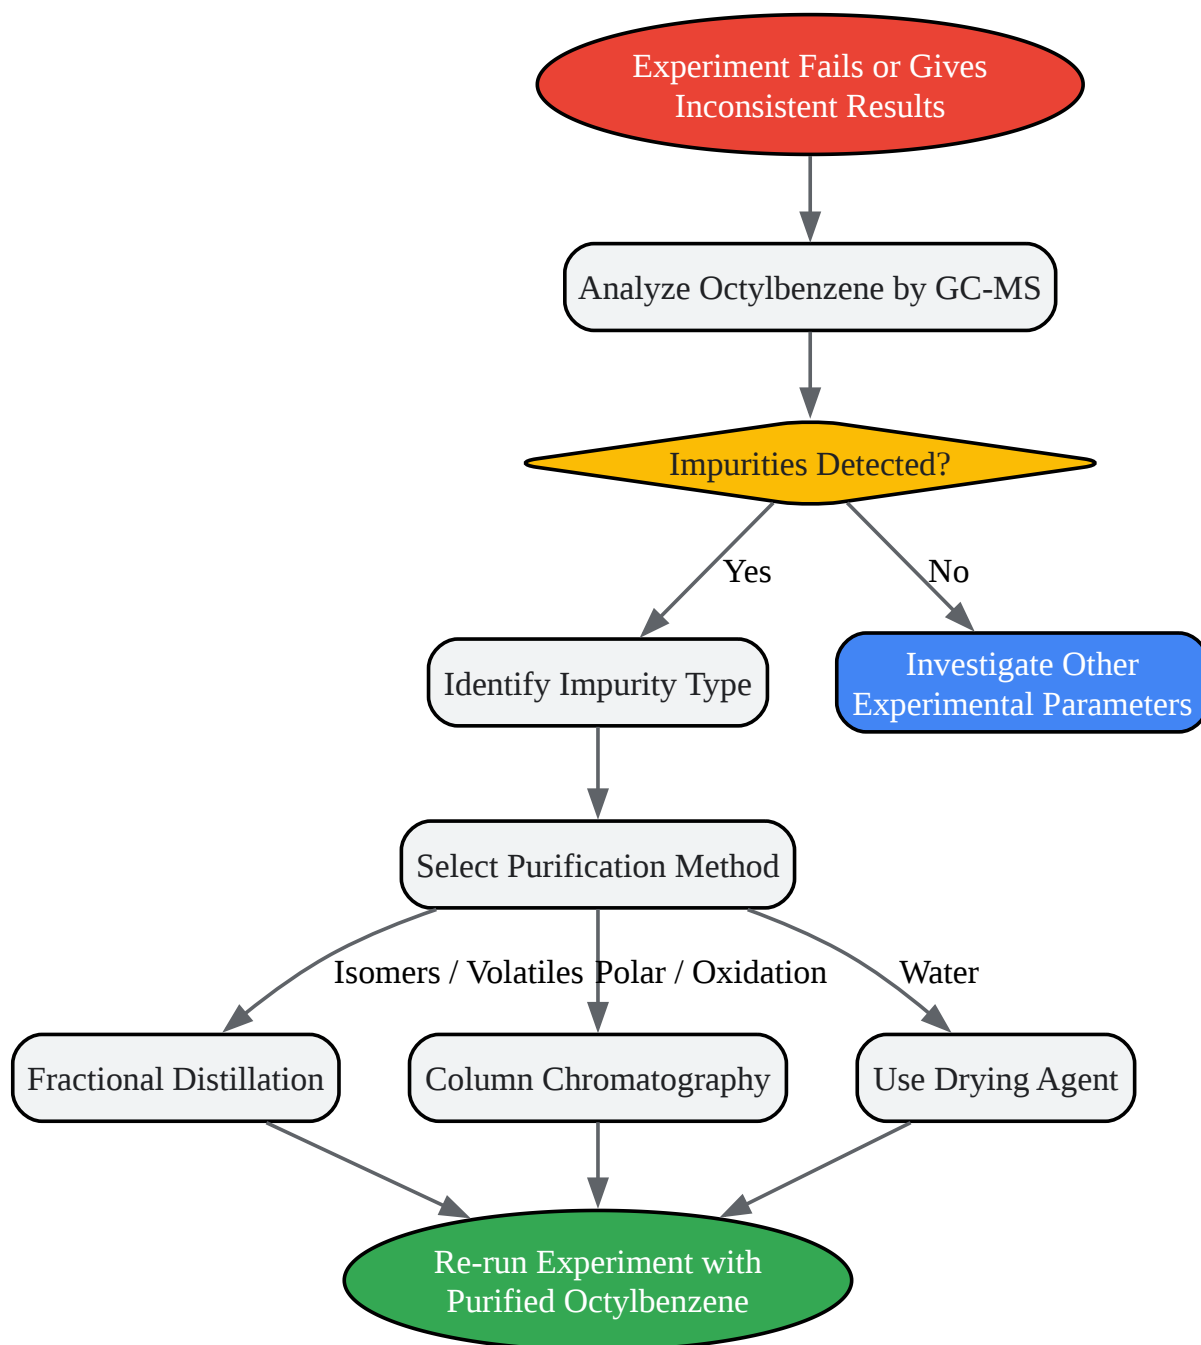 Experiment Fails or Gives
Inconsistent Results
Analyze Octylbenzene by GC-MS
Impurities Detected?
Yes
No
Identify Impurity Type
Investigate Other
Experimental Parameters
Select Purification Method
Isomers / Volatiles
Polar / Oxidation
Water
Fractional Distillation
Column Chromatography
Use Drying Agent
Re-run Experiment with
Purified Octylbenzene